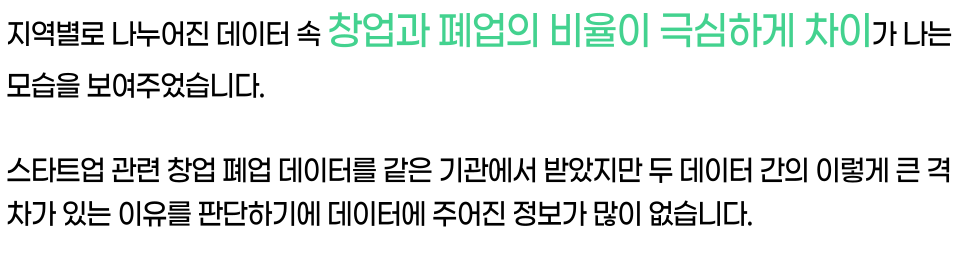 지역별로 나누어진 데이터 속 창업과 폐업의 비율이 극심하게 차이가 나는
모습을 보여주었습니다.
스타트업 관련 창업 폐업 데이터를 같은 기관에서 받았지만 두 데이터 간의 이렇게 큰 격
차가 있는 이유를 판단하기에 데이터에 주어진 정보가 많이 없습니다.